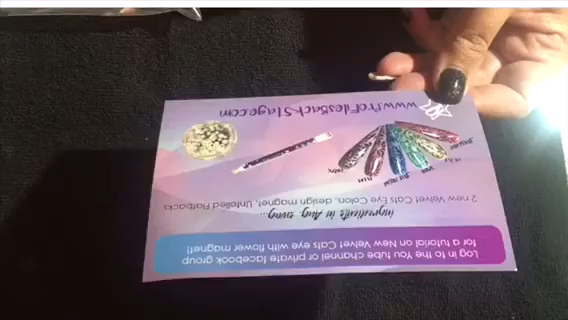 Log in to the You tube channel or private facebook group
for a tutorial on New Velvet Cats eye with flower magnet!
ingredients in Aug, swag...
2 new Velvet Cats Eye Colors, design magnet, Unfoiled Flatbacks
www.ProFilesBackStage.com